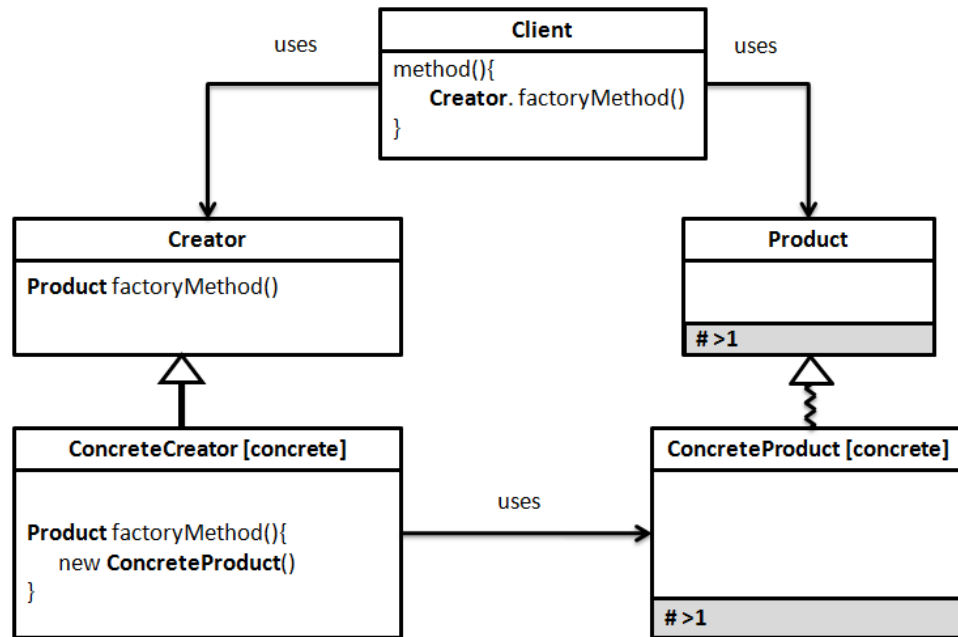 Client
uses
uses
method(){
Creator. factoryMethod()
}
Creator
Product factoryMethod()
Product
# >1
ConcreteCreator [concrete]
Product factoryMethod(){
new ConcreteProduct()
}
uses
ConcreteProduct [concrete]
# >1